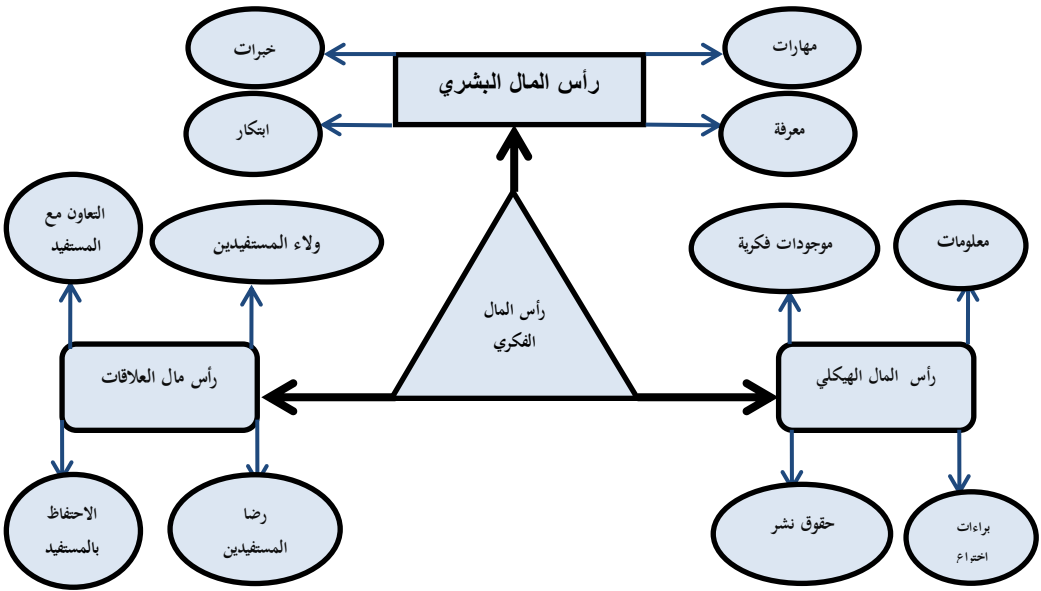 مهارات
خبرات
رأس المال البشري
معرفة
ابتكار
معلومات
موجودات فكرية
ولاء المستفيدين
التعاون مع
المستفيد
رأس المال
الفكري
رأس المال الهيكلي
رأس مال العلاقات
براءات
اختراع
حقوق نشر
رضا
المستفيدين
الاحتفاظ
بالمستفيد